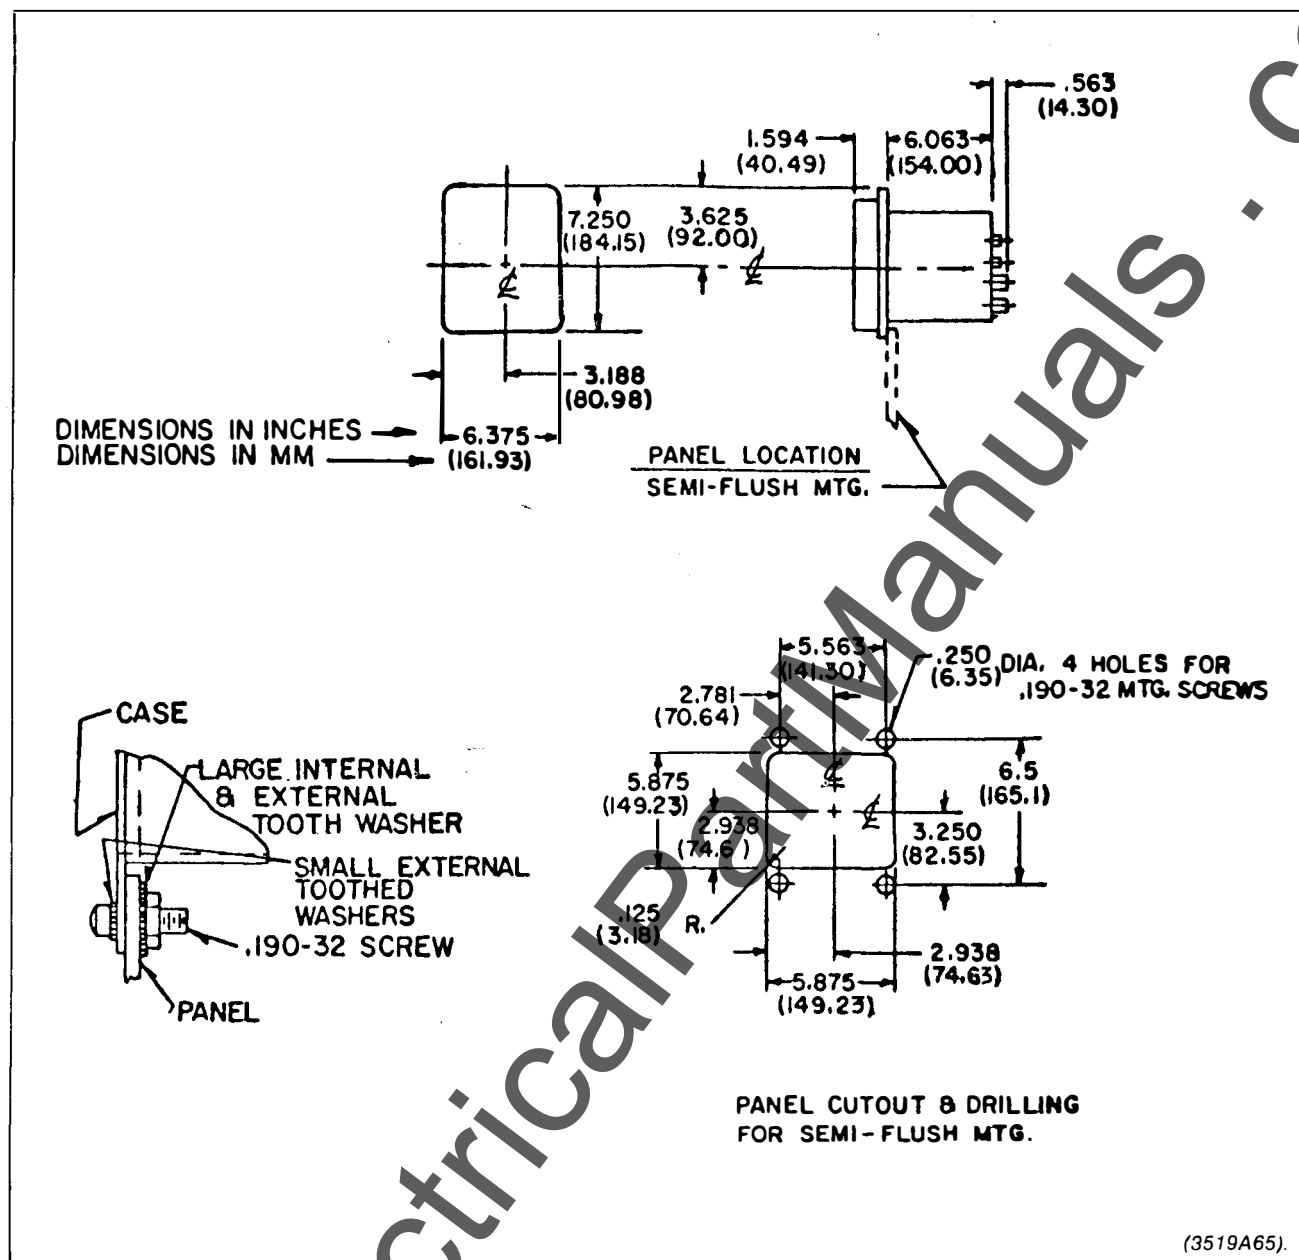 .563
(14.30)
1.594
(40.49)
6.063
(154.00)
7.250
(184.15)
3.625
(92.00)
℄
℄
3.188
(80.98)
DIMENSIONS IN INCHES
6.375
DIMENSIONS IN MM
(161.93)
PANEL LOCATION
SEMI-FLUSH MTG.
5.563
(141.30)
.250 DIA. 4 HOLES FOR
(6.35) .190-32 MTG. SCREWS
2.781
(70.64)
CASE
LARGE INTERNAL
& EXTERNAL
TOOTH WASHER
SMALL EXTERNAL
TOOTHED
WASHERS
.190-32 SCREW
PANEL
5.875
(149.23)
℄
6.5
(165.1)
2.938
(74.6 )
℄
3.250
(82.55)
.125
(3.18) R.
2.938
(74.63)
5.875
(149.23)
PANEL CUTOUT & DRILLING
FOR SEMI-FLUSH MTG.
(3519A65).
ctricalPartManuals . c